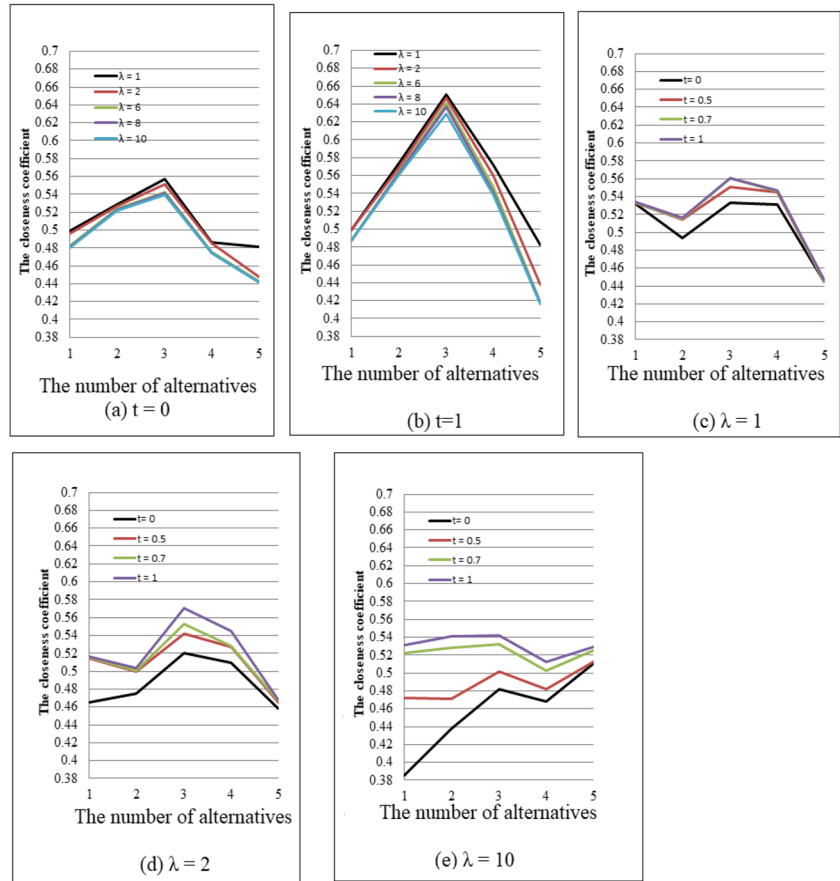 0.7
0.68
0.66
0.64
0.62
0.6
0.58
0.56
0.54
0.52
0.5
0.48
0.46
0.44
0.42
0.4
0.38
The closeness coefficient
λ = 1
λ = 2
λ = 6
λ = 8
λ = 10
1 2 3 4 5
The number of alternatives
(a) t = 0
0.7
0.68
0.66
0.64
0.62
0.6
0.58
0.56
0.54
0.52
0.5
0.48
0.46
0.44
0.42
0.4
0.38
The closeness coefficient
λ = 1
λ = 2
λ = 6
λ = 8
λ = 10
1 2 3 4 5
The number of alternatives
(b) t=1
0.7
0.68
0.66
0.64
0.62
0.6
0.58
0.56
0.54
0.52
0.5
0.48
0.46
0.44
0.42
0.4
0.38
The closeness coefficient
t= 0
t = 0.5
t = 0.7
t = 1
1 2 3 4 5
The number of alternatives
(c) λ = 1
0.7
0.68
0.66
0.64
0.62
0.6
0.58
0.56
0.54
0.52
0.5
0.48
0.46
0.44
0.42
0.4
0.38
The closeness coefficient
t= 0
t = 0.5
t = 0.7
t = 1
1 2 3 4 5
The number of alternatives
(d) λ = 2
0.7
0.68
0.66
0.64
0.62
0.6
0.58
0.56
0.54
0.52
0.5
0.48
0.46
0.44
0.42
0.4
0.38
The closeness coefficient
t= 0
t = 0.5
t = 0.7
t = 1
1 2 3 4 5
The number of alternatives
(e) λ = 10